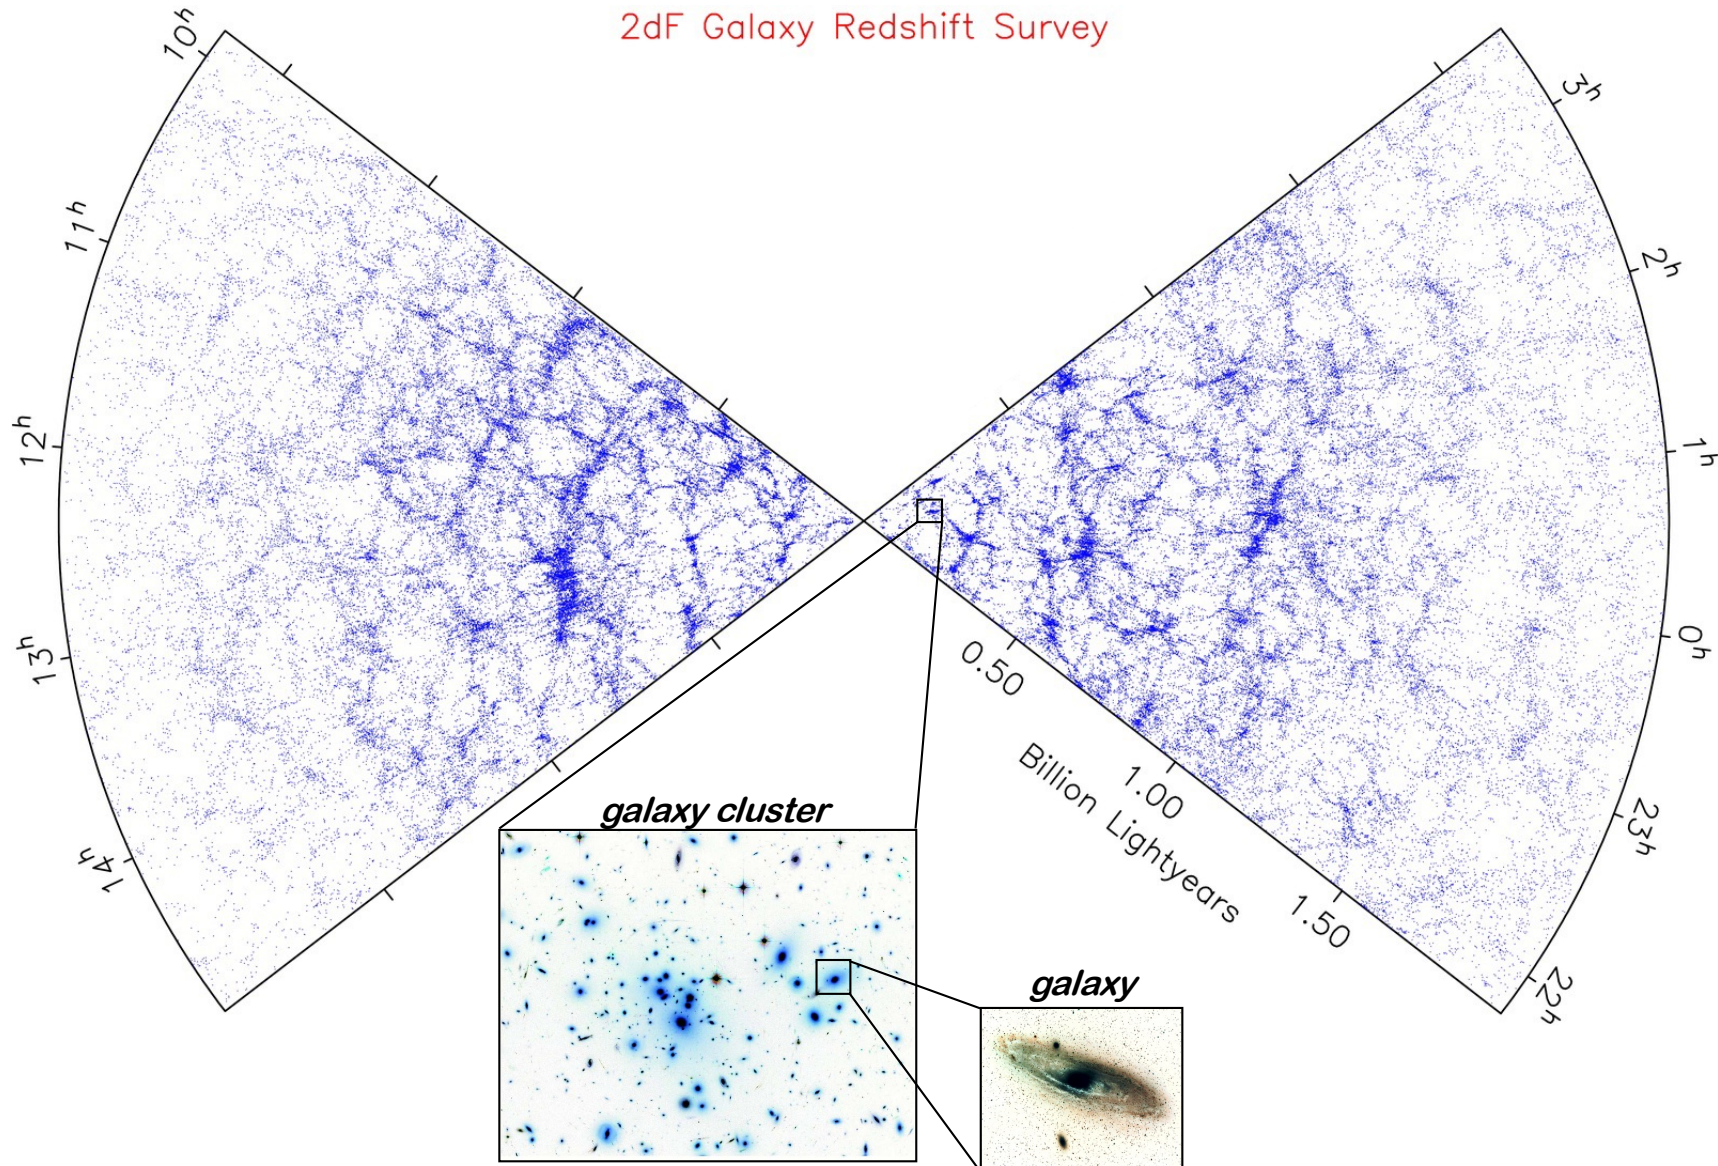 2dF Galaxy Redshift Survey
10h
11h
12h
13h
14h
3h
2h
1h
0h
23h
22h
0.50
1.00
1.50
Billion Lightyears
galaxy cluster
galaxy